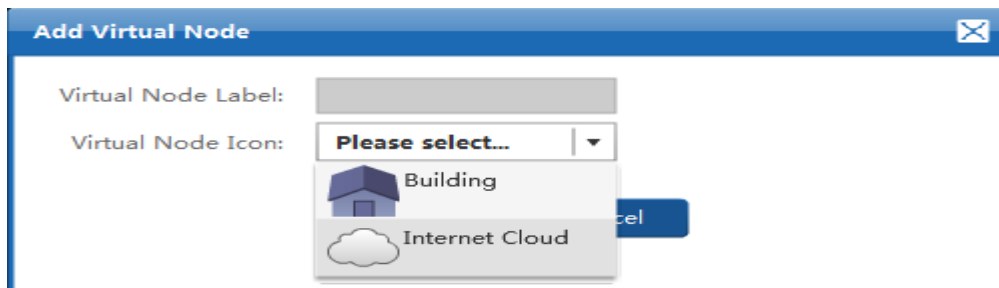 Add Virtual Node
Virtual Node Label:
Virtual Node Icon:
Please select...
Building
cel
Internet Cloud